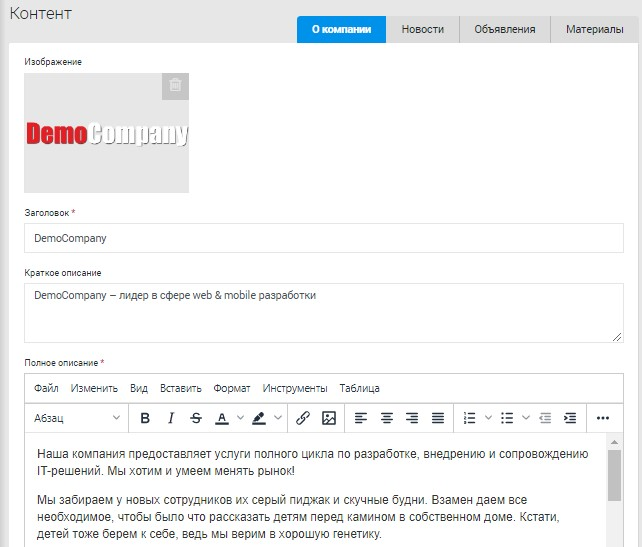 Контент
О компании Новости Объявления Материалы
Изображение
DemoCompany
Заголовок *
DemoCompany
Краткое описание
DemoCompany – лидер в сфере web & mobile разработки
Полное описание *
Файл Изменить Вид Вставить Формат Инструменты Таблица
Абзац B I S A
Наша компания предоставляет услуги полного цикла по разработке, внедрению и сопровождению
IT-решений. Мы хотим и умеем менять рынок!
Мы забираем у новых сотрудников их серый пиджак и скучные будни. Взамен даем все
необходимое, чтобы было что рассказать детям перед камином в собственном доме. Кстати,
детей тоже берем к себе, ведь мы верим в хорошую генетику.